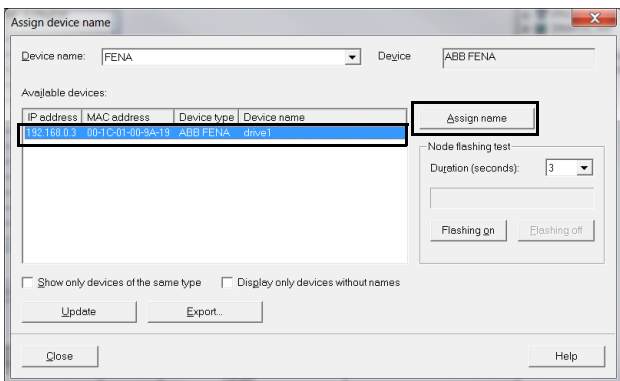 Assign device name
Device name: FENA Device ABB FENA
Available devices:
IP address MAC address Device type Device name
192.168.0.3 00-1C-01-00-9A-19 ABB FENA drive1
Assign name
Node flashing test
Duration (seconds): 3
Flashing on Flashing off
Show only devices of the same type Display only devices without names
Update Export...
Close Help